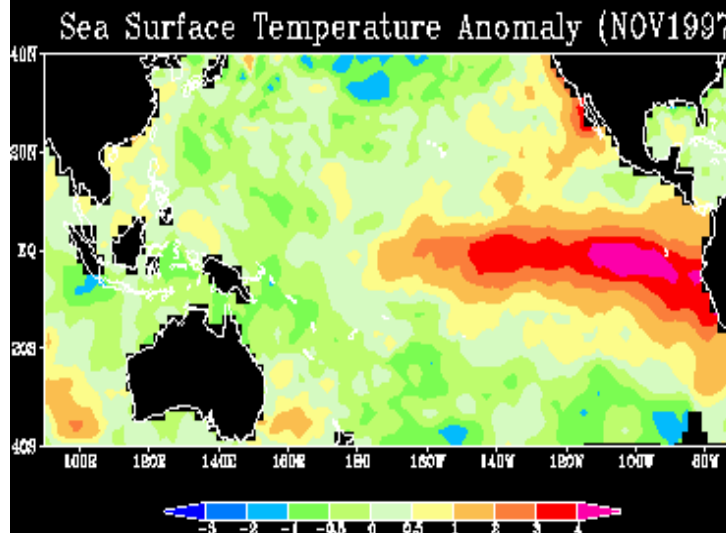 Sea Surface Temperature Anomaly (NOV1997
40N
20N
EQ
20S
40S
100E 120E 140E 160E 180 160W 140W 120W 100W 80W
-3 -2 -1 -0.5 0 0.5 1 2 3 4